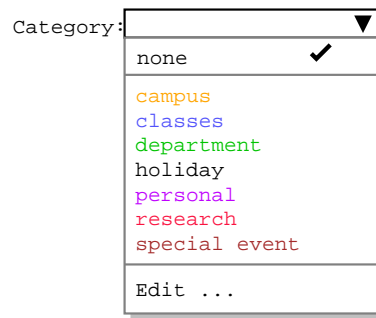 Category:
none
campus
classes
department
holiday
personal
research
special event
Edit ...